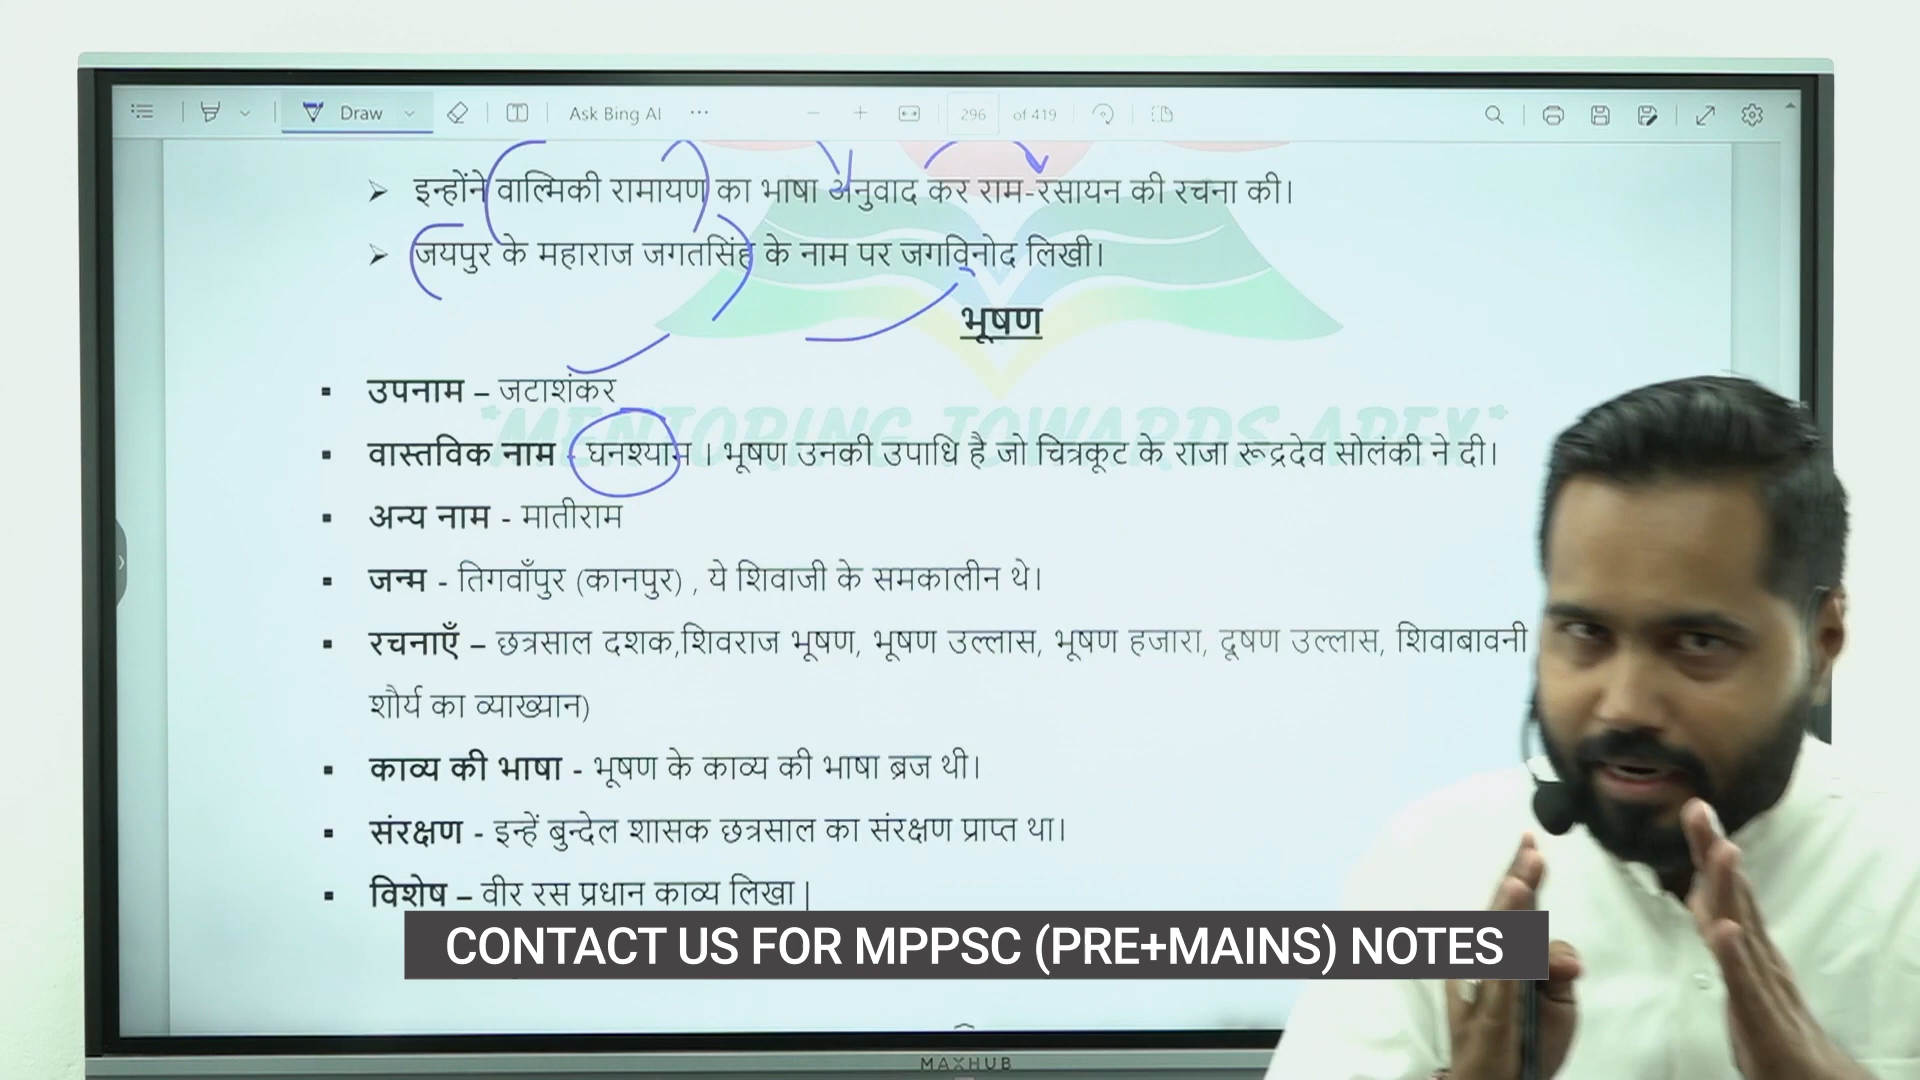 Draw
Ask Bing AI
296 of 419
इन्होंने वाल्मिकी रामायण का भाषा अनुवाद कर राम-रसायन की रचना की।
जयपुर के महाराज जगतसिंह के नाम पर जगविनोद लिखी।
भूषण
उपनाम – जटाशंकर
"MENTORING TOWARDS APEX"
वास्तविक नाम - घनश्याम । भूषण उनकी उपाधि है जो चित्रकूट के राजा रूद्रदेव सोलंकी ने दी।
अन्य नाम - मातीराम
जन्म - तिगवाँपुर (कानपुर) , ये शिवाजी के समकालीन थे।
रचनाएँ – छत्रसाल दशक,शिवराज भूषण, भूषण उल्लास, भूषण हजारा, दूषण उल्लास, शिवाबावनी
शौर्य का व्याख्यान)
काव्य की भाषा - भूषण के काव्य की भाषा ब्रज थी।
संरक्षण - इन्हें बुन्देल शासक छत्रसाल का संरक्षण प्राप्त था।
विशेष – वीर रस प्रधान काव्य लिखा |
CONTACT US FOR MPPSC (PRE+MAINS) NOTES
MAXHUB